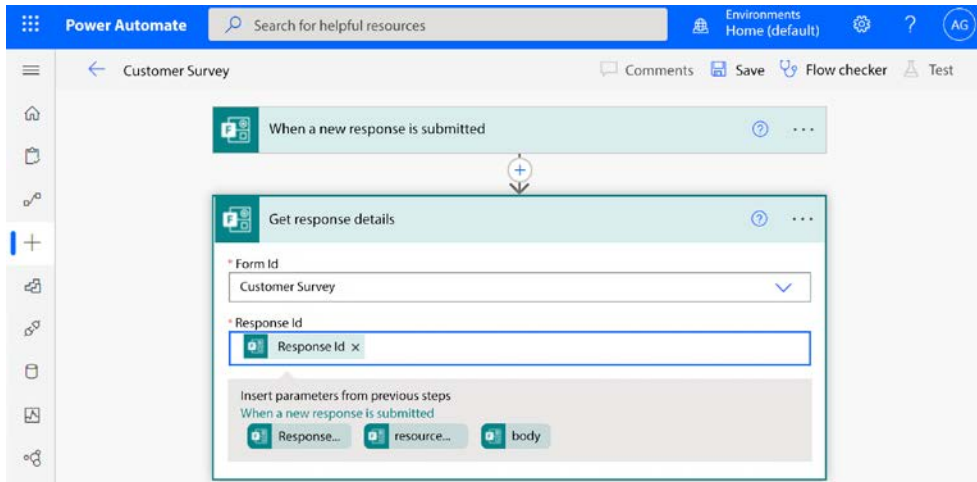 Power Automate
Search for helpful resources
Environments
Home (default)
?
AG
Customer Survey
Comments
Save
Flow checker
Test
When a new response is submitted
?
...
Get response details
?
...
* Form Id
Customer Survey
* Response Id
Response Id ×
Insert parameters from previous steps
When a new response is submitted
Response...
resource...
body